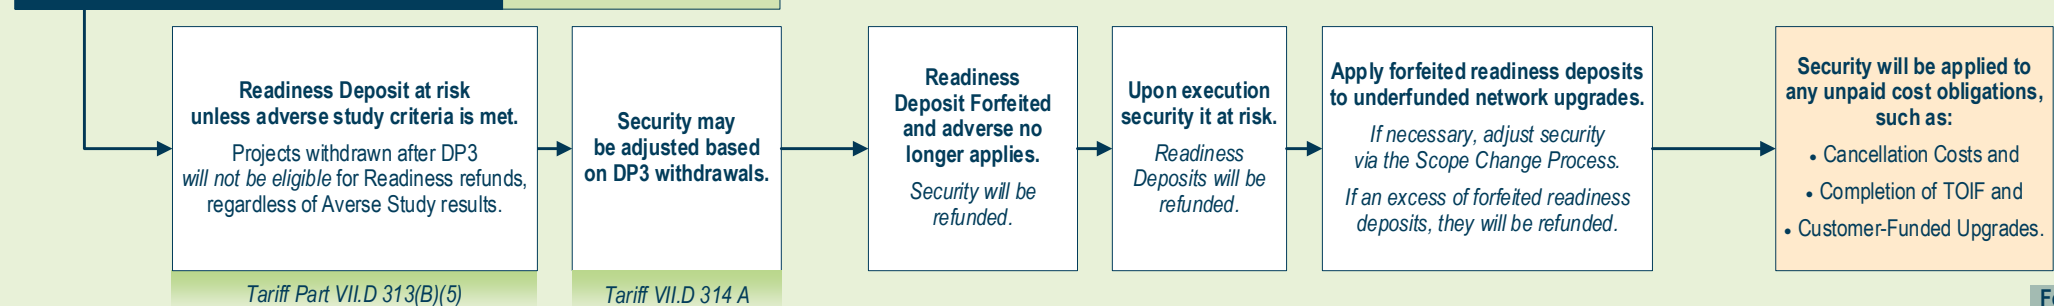 Readiness Deposit at risk
unless adverse study criteria is met.
Projects withdrawn after DP3
will not be eligible for Readiness refunds,
regardless of Averse Study results.
Tariff Part VII.D 313(B)(5)
Security may
be adjusted based
on DP3 withdrawals.
Tariff VII.D 314 A
Readiness
Deposit Forfeited
and adverse no
longer applies.
Security will be
refunded.
Upon execution
security it at risk.
Readiness
Deposits will be
refunded.
Apply forfeited readiness deposits
to underfunded network upgrades.
If necessary, adjust security
via the Scope Change Process.
If an excess of forfeited readiness
deposits, they will be refunded.
Security will be applied to
any unpaid cost obligations,
such as:
• Cancellation Costs and
• Completion of TOIF and
• Customer-Funded Upgrades.